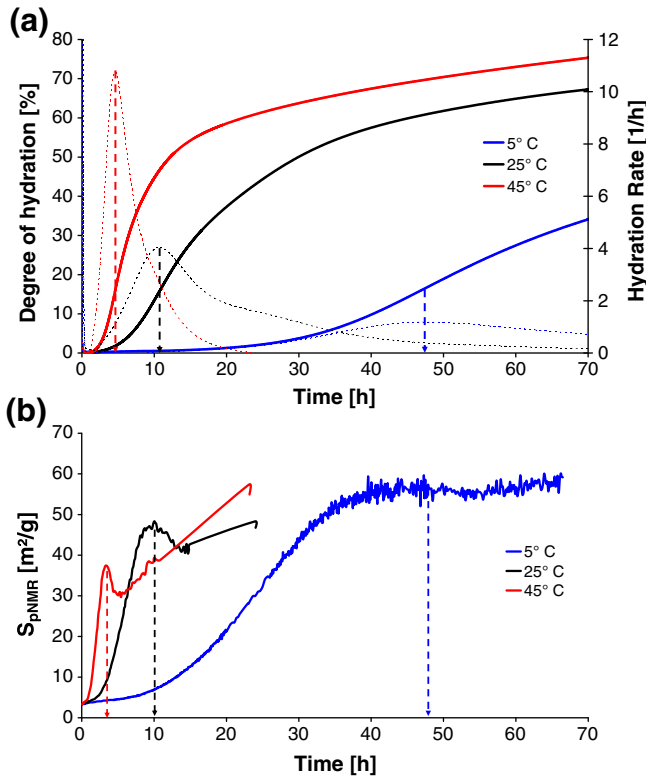 (a)
80
70
60
50
40
30
20
10
0
Degree of hydration [%]
12
10
8
6
4
2
0
Hydration Rate [1/h]
5° C
25° C
45° C
0 10 20 30 40 50 60 70
Time [h]
(b)
70
60
50
40
30
20
10
0
SpNMR [m²/g]
5° C
25° C
45° C
0 10 20 30 40 50 60 70
Time [h]